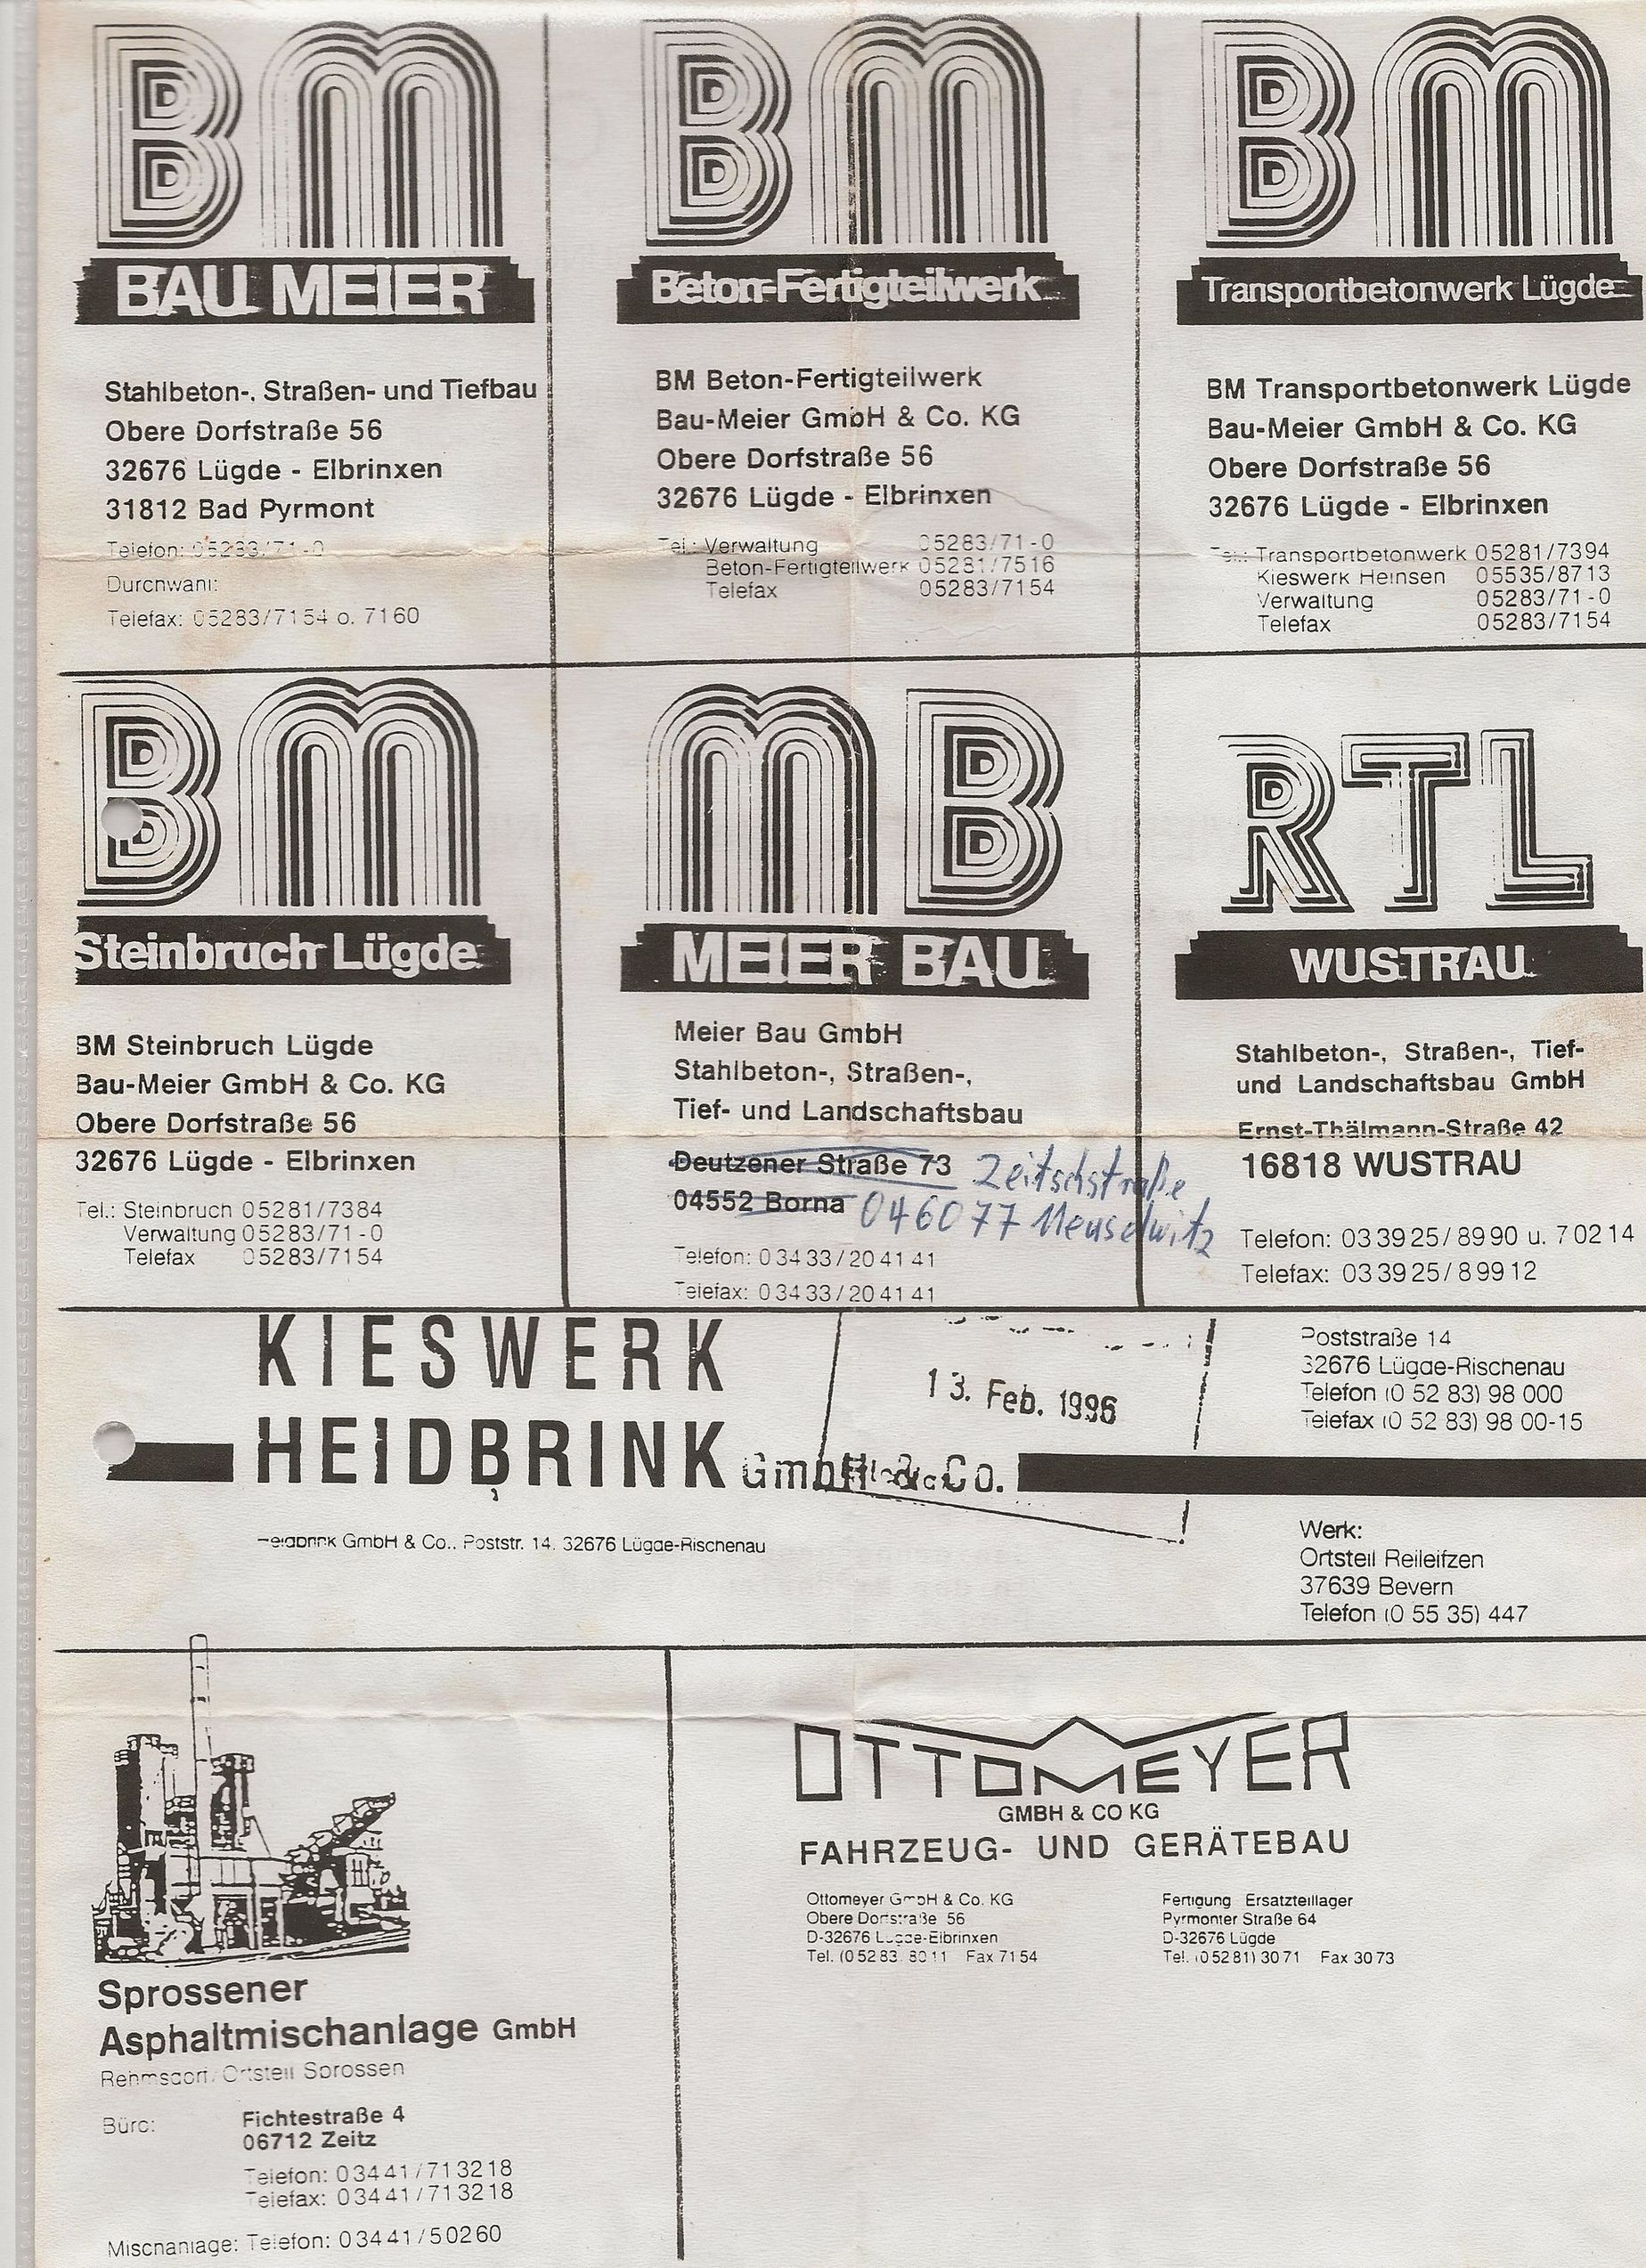 BM
BAU MEIER
Stahlbeton-, Straßen- und Tiefbau
Obere Dorfstraße 56
32676 Lügde - Elbrinxen
31812 Bad Pyrmont
Telefon: 05283/71-0
Durchwahl:
Telefax: 05283/7154 o. 7160
BM
Beton-Fertigteilwerk
BM Beton-Fertigteilwerk
Bau-Meier GmbH & Co. KG
Obere Dorfstraße 56
32676 Lügde - Elbrinxen
Tel.: Verwaltung 05283/71-0
Beton-Fertigteilwerk 05281/7516
Telefax 05283/7154
BM
Transportbetonwerk Lügde
BM Transportbetonwerk Lügde
Bau-Meier GmbH & Co. KG
Obere Dorfstraße 56
32676 Lügde - Elbrinxen
Tel.: Transportbetonwerk 05281/7394
Kieswerk Heinsen 05535/8713
Verwaltung 05283/71-0
Telefax 05283/7154
BM
Steinbruch Lügde
BM Steinbruch Lügde
Bau-Meier GmbH & Co. KG
Obere Dorfstraße 56
32676 Lügde - Elbrinxen
Tel.: Steinbruch 05281/7384
Verwaltung 05283/71-0
Telefax 05283/7154
MB
MEIER BAU
Meier Bau GmbH
Stahlbeton-, Straßen-,
Tief- und Landschaftsbau
Deutzener Straße 73 Zeitschstraße
04552 Borna 046077 Meuselwitz
Telefon: 03433/204141
Telefax: 03433/204141
RTL
WUSTRAU
Stahlbeton-, Straßen-, Tief-
und Landschaftsbau GmbH
Ernst-Thälmann-Straße 42
16818 WUSTRAU
Telefon: 033925/8990 u. 70214
Telefax: 033925/89912
KIESWERK
HEIDBRINK GmbH & Co.
13. Feb. 1996
Heidbrink GmbH & Co., Poststr. 14, 32676 Lügde-Rischenau
Poststraße 14
32676 Lügde-Rischenau
Telefon (0 52 83) 98 000
Telefax (0 52 83) 98 00-15
Werk:
Ortsteil Reileifzen
37639 Bevern
Telefon (0 55 35) 447
Sprossener
Asphaltmischanlage GmbH
Rehmsdorf/Ortsteil Sprossen
Büro: Fichtestraße 4
06712 Zeitz
Telefon: 03441/713218
Telefax: 03441/713218
Mischanlage: Telefon: 03441/50260
OTTOMEYER
GMBH & CO KG
FAHRZEUG- UND GERÄTEBAU
Ottomeyer GmbH & Co. KG
Obere Dorfstraße 56
D-32676 Lügde-Elbrinxen
Tel. (05283) 8011 Fax 7154
Fertigung Ersatzteillager
Pyrmonter Straße 64
D-32676 Lügde
Tel. (05281) 3071 Fax 3073